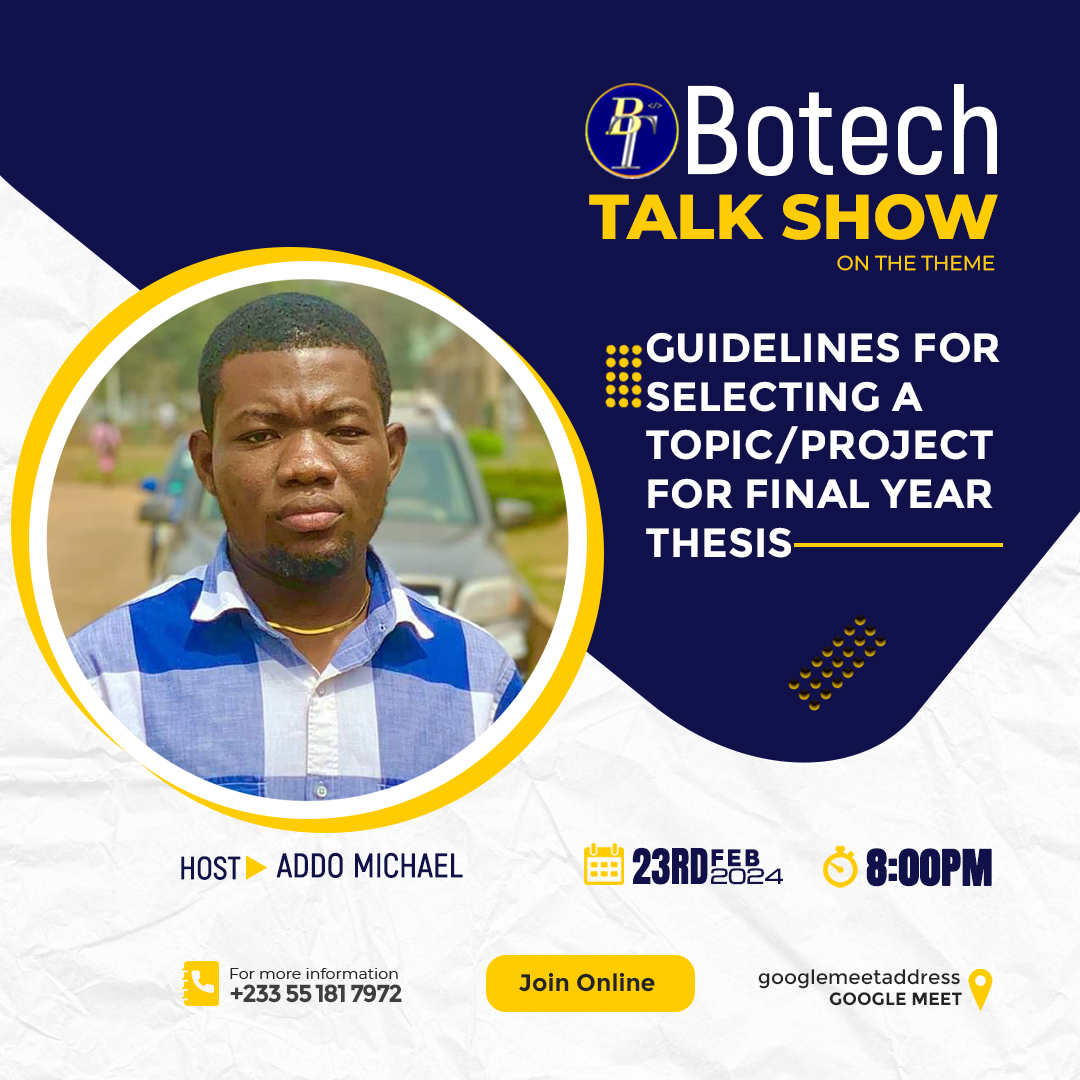 BT </>
Botech
TALK SHOW
ON THE THEME
GUIDELINES FOR
SELECTING A
TOPIC/PROJECT
FOR FINAL YEAR
THESIS
HOST ADDO MICHAEL
23RD FEB 2024
8:00PM
For more information
+233 55 181 7972
Join Online
googlemeetaddress
GOOGLE MEET